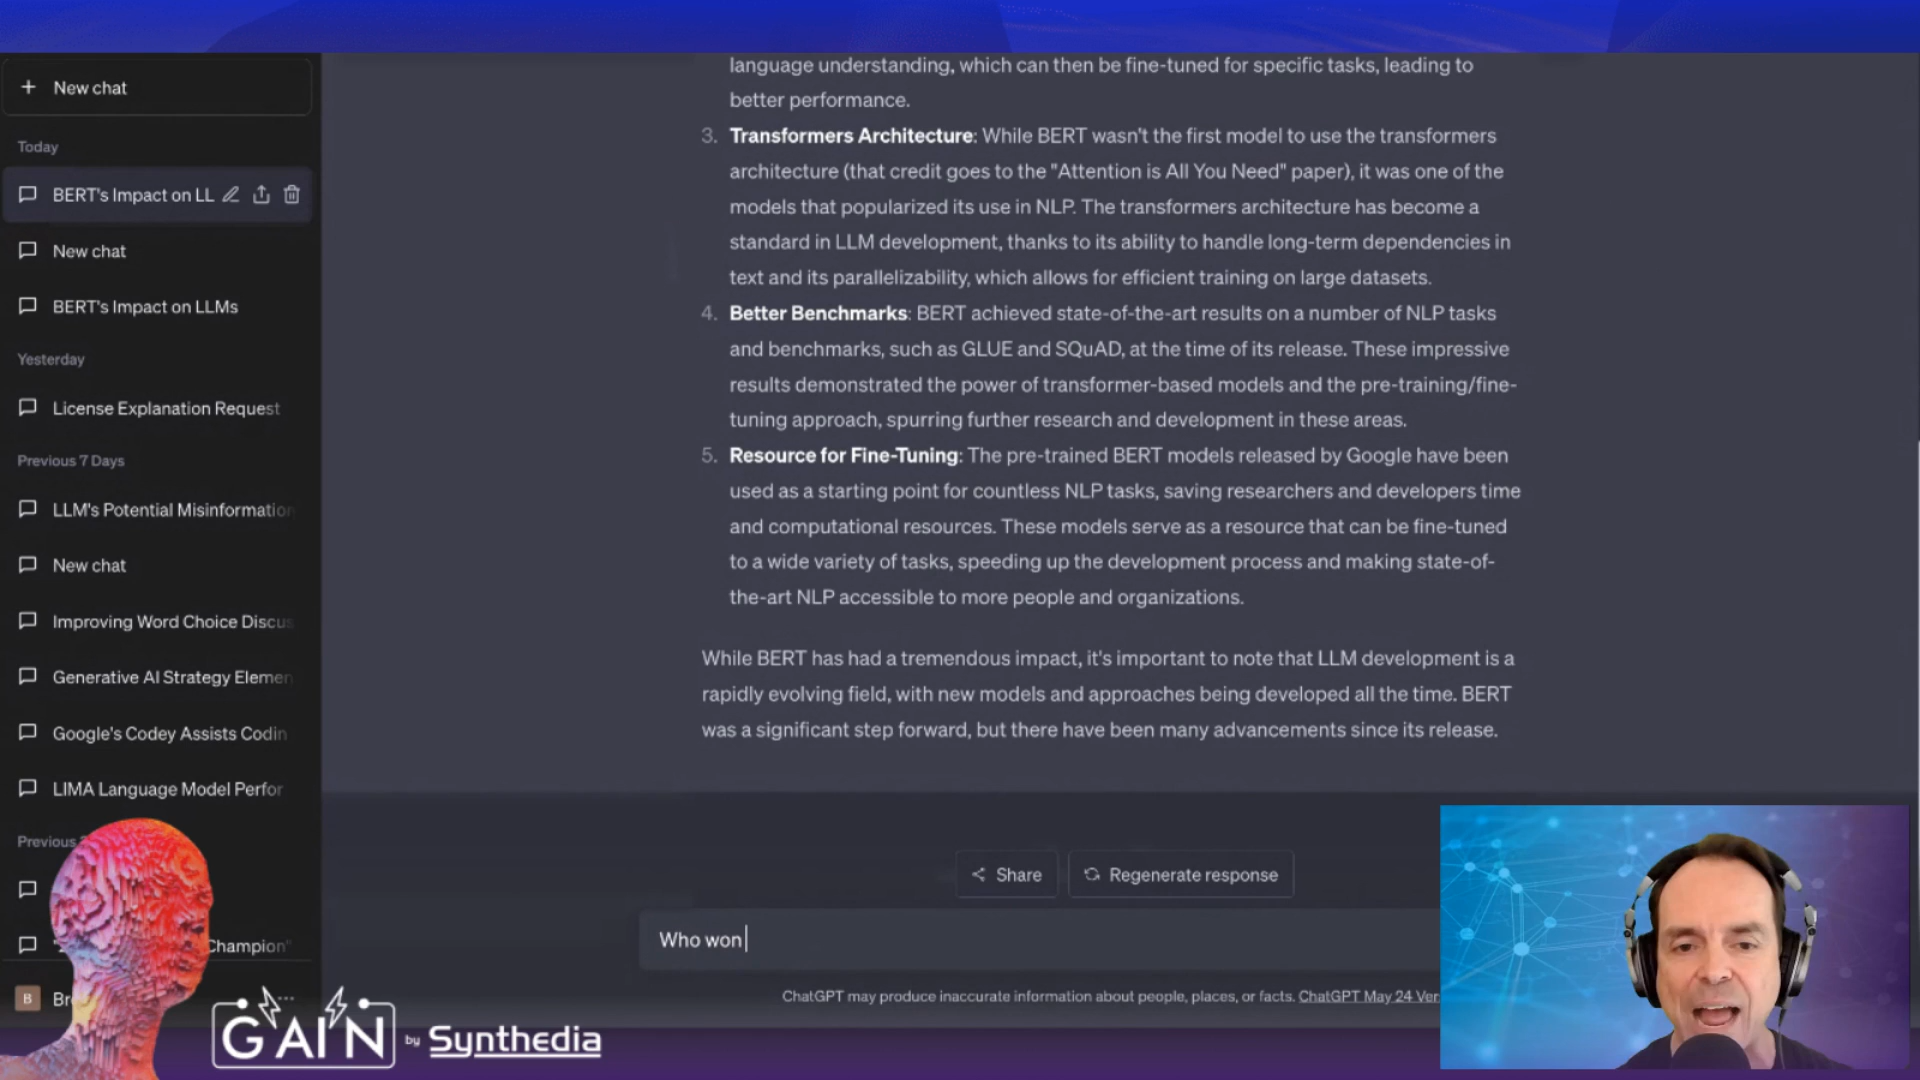 New chat
Today
BERT's Impact on LL
New chat
BERT's Impact on LLMs
Yesterday
License Explanation Request
Previous 7 Days
LLM's Potential Misinformation
New chat
Improving Word Choice Discus
Generative AI Strategy Elemen
Google's Codey Assists Codin
LIMA Language Model Perfor
Previous
Champion"
B Br
language understanding, which can then be fine-tuned for specific tasks, leading to
better performance.
3. Transformers Architecture: While BERT wasn't the first model to use the transformers
architecture (that credit goes to the "Attention is All You Need" paper), it was one of the
models that popularized its use in NLP. The transformers architecture has become a
standard in LLM development, thanks to its ability to handle long-term dependencies in
text and its parallelizability, which allows for efficient training on large datasets.
4. Better Benchmarks: BERT achieved state-of-the-art results on a number of NLP tasks
and benchmarks, such as GLUE and SQuAD, at the time of its release. These impressive
results demonstrated the power of transformer-based models and the pre-training/fine-
tuning approach, spurring further research and development in these areas.
5. Resource for Fine-Tuning: The pre-trained BERT models released by Google have been
used as a starting point for countless NLP tasks, saving researchers and developers time
and computational resources. These models serve as a resource that can be fine-tuned
to a wide variety of tasks, speeding up the development process and making state-of-
the-art NLP accessible to more people and organizations.
While BERT has had a tremendous impact, it's important to note that LLM development is a
rapidly evolving field, with new models and approaches being developed all the time. BERT
was a significant step forward, but there have been many advancements since its release.
Share
Regenerate response
Who won
ChatGPT may produce inaccurate information about people, places, or facts. ChatGPT May 24 Ver
GAIN by Synthedia